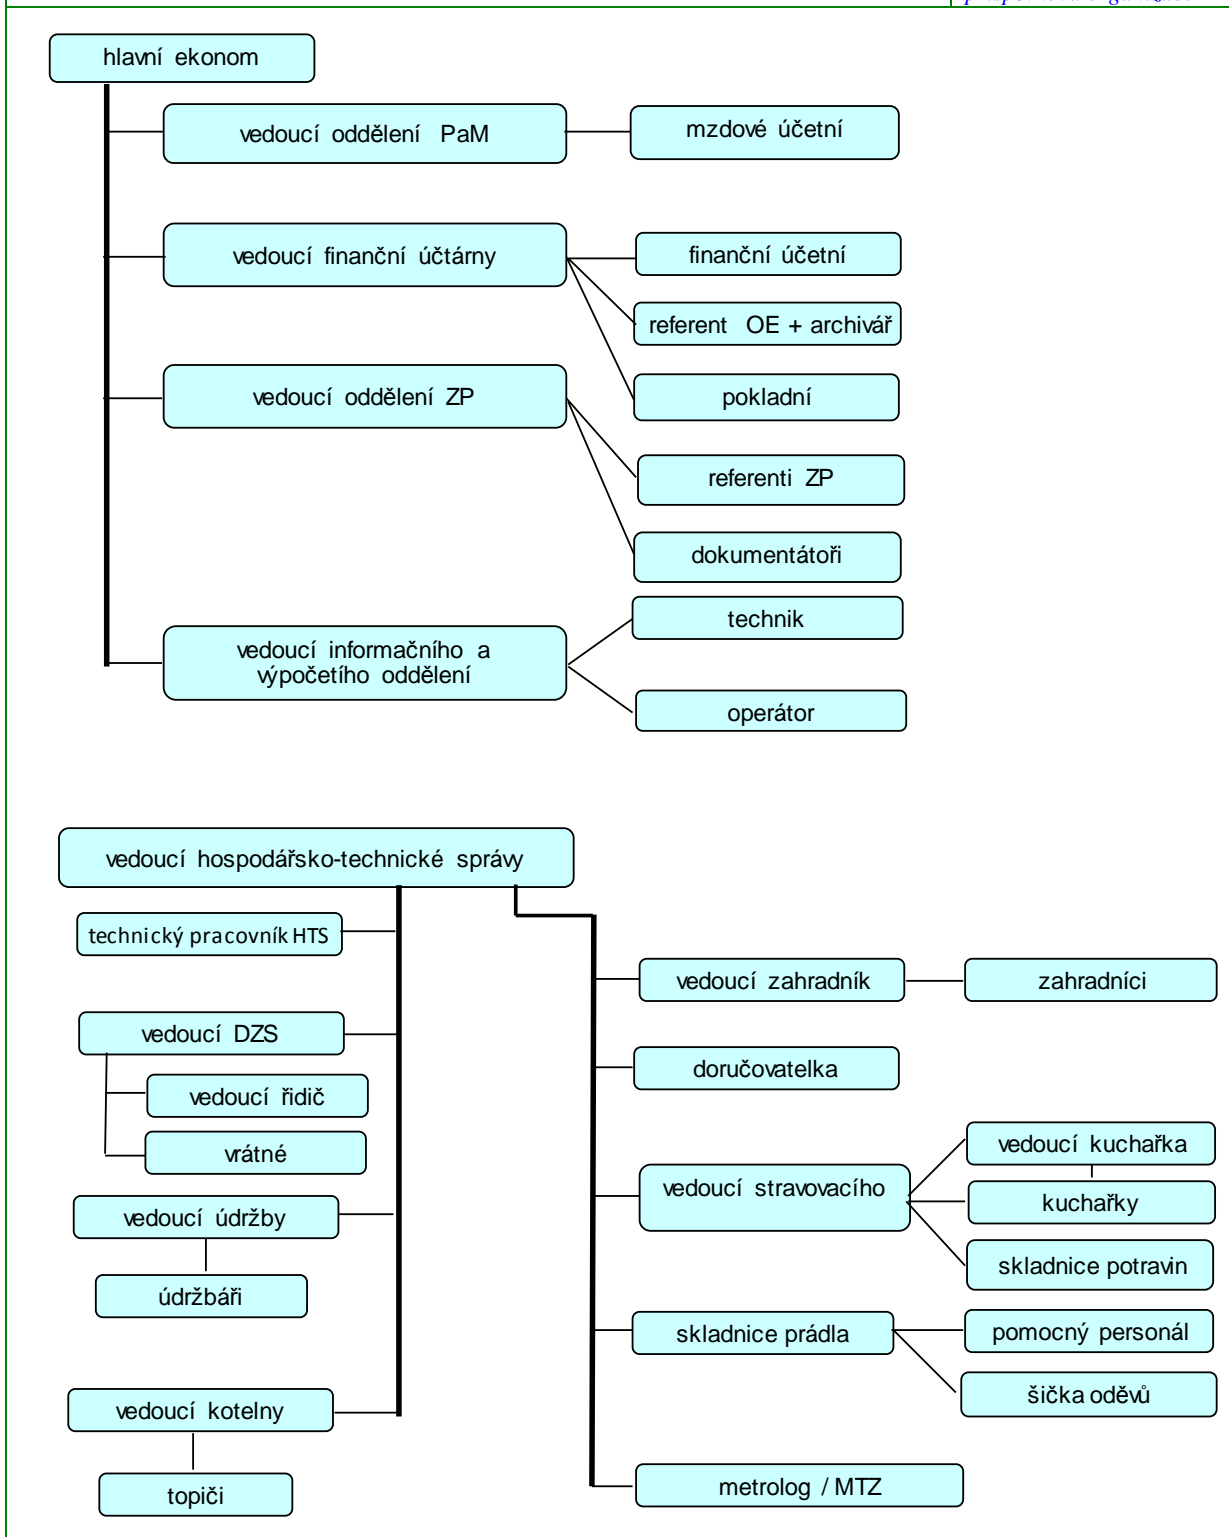 hlavní ekonom
vedoucí oddělení PaM
mzdové účetní
vedoucí finanční účtárny
finanční účetní
referent OE + archivář
pokladní
vedoucí oddělení ZP
referenti ZP
dokumentátoři
vedoucí informačního a
výpočetího oddělení
technik
operátor
vedoucí hospodářsko-technické správy
technický pracovník HTS
vedoucí DZS
vedoucí řidič
vrátné
vedoucí údržby
údržbáři
vedoucí kotelny
topiči
vedoucí zahradník
zahradníci
doručovatelka
vedoucí stravovacího
vedoucí kuchařka
kuchařky
skladnice potravin
skladnice prádla
pomocný personál
šička oděvů
metrolog / MTZ